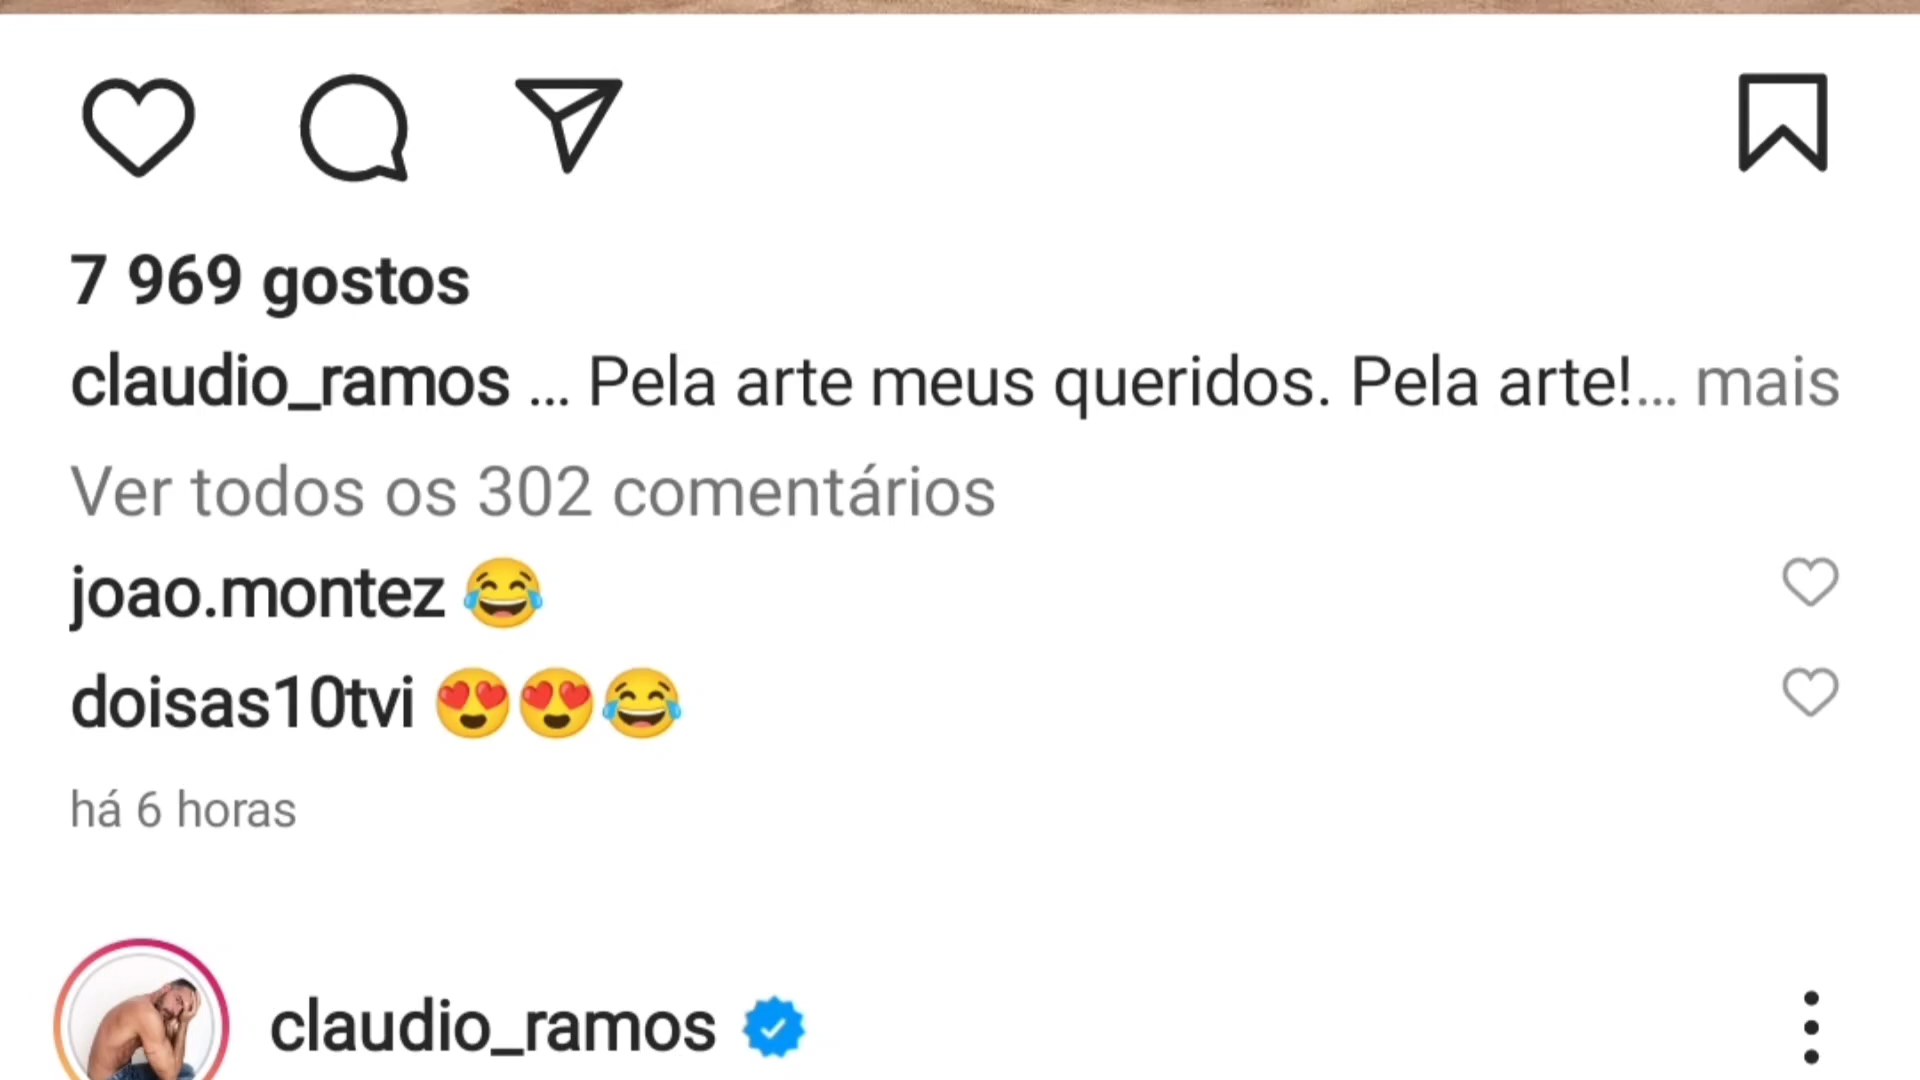 7 969 gostos
claudio_ramos ... Pela arte meus queridos. Pela arte!... mais
Ver todos os 302 comentários
joao.montez 😂
doisas10tvi 😍😍😂
há 6 horas
claudio_ramos